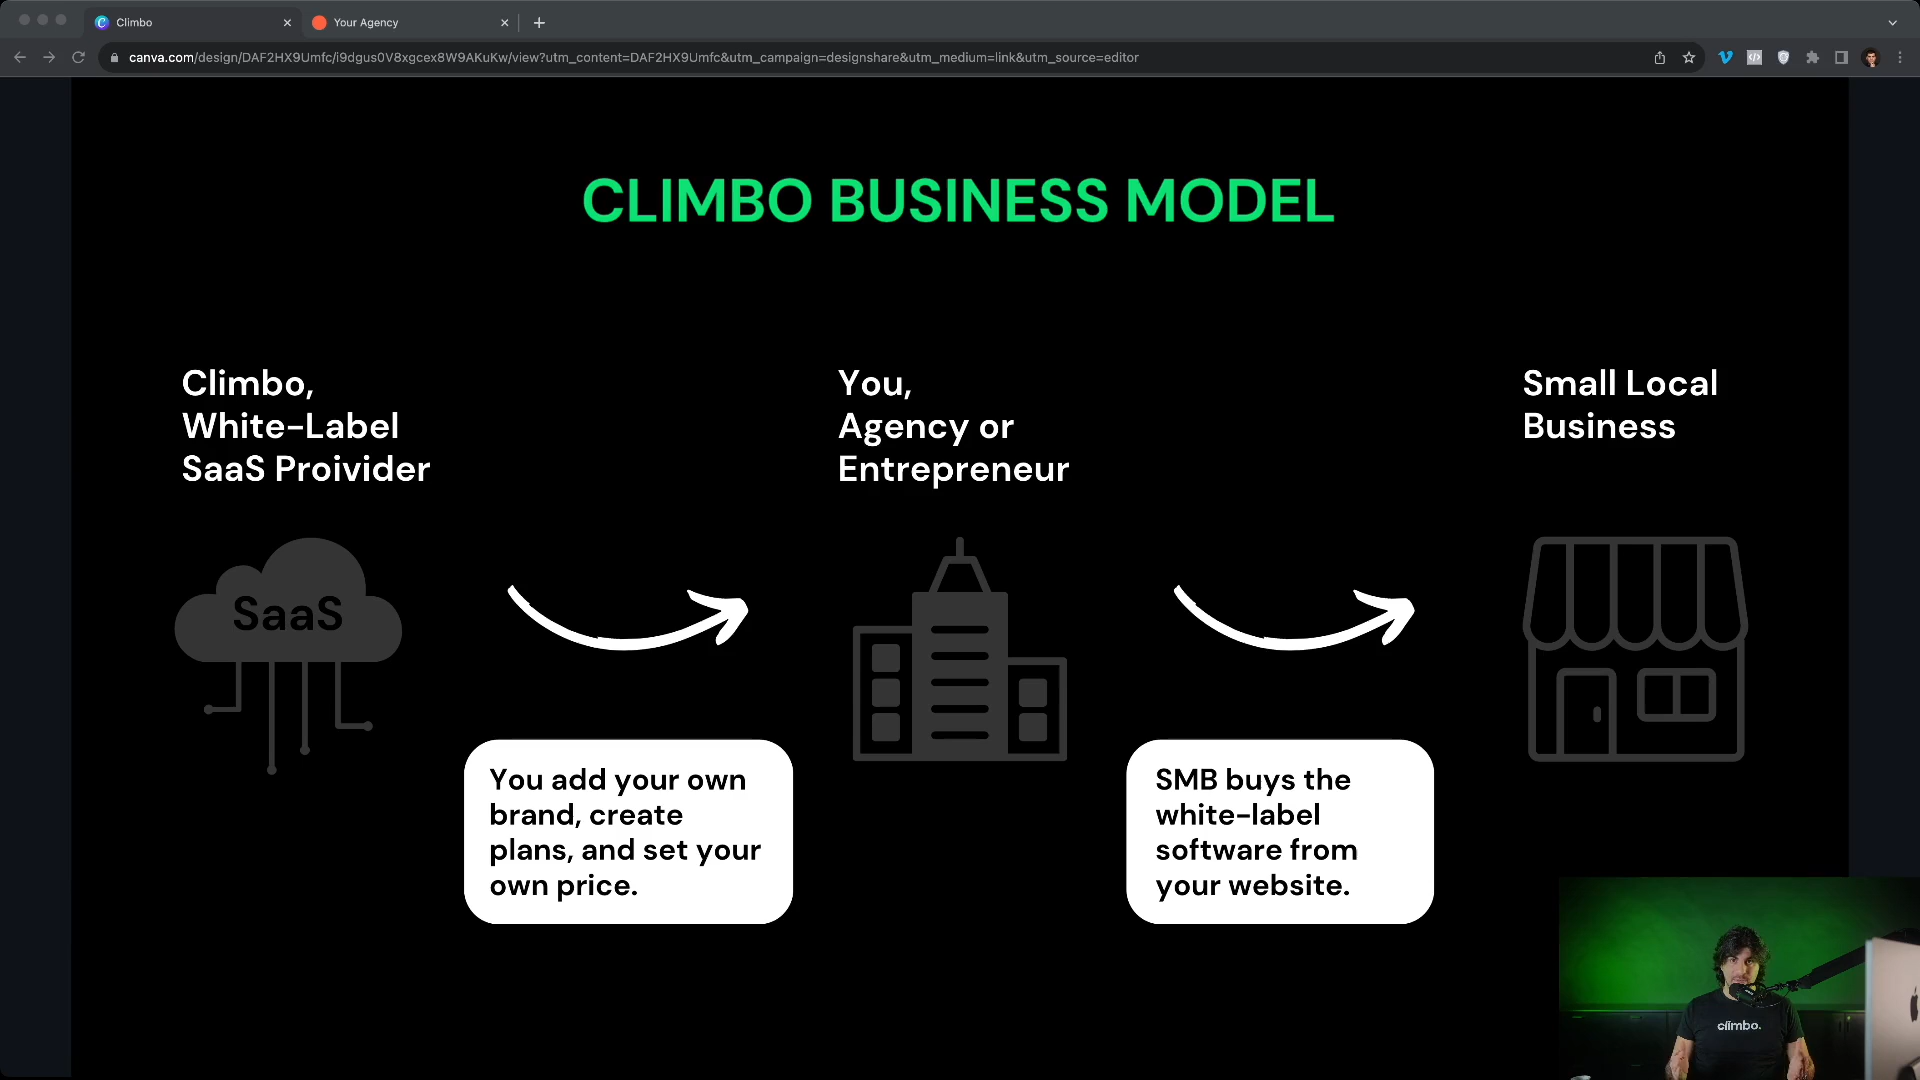 Climbo
Your Agency
canva.com/design/DAF2HX9Umfc/i9dgus0V8xgcex8W9AKuKw/view?utm_content=DAF2HX9Umfc&utm_campaign=designshare&utm_medium=link&utm_source=editor
CLIMBO BUSINESS MODEL
Climbo,
White-Label
SaaS Proivider
You,
Agency or
Entrepreneur
Small Local
Business
SaaS
You add your own
brand, create
plans, and set your
own price.
SMB buys the
white-label
software from
your website.
climbo.